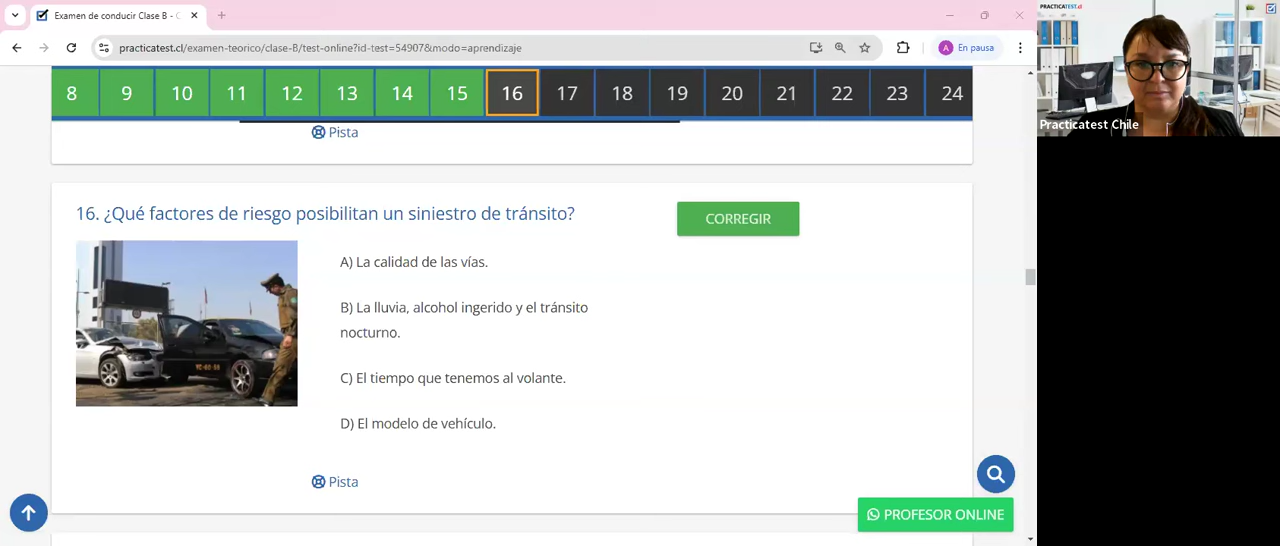 Examen de conducir Clase B - C
practicatest.cl/examen-teorico/clase-B/test-online?id-test=54907&modo=aprendizaje
A En pausa
PRACTICATEST.cl
Practicatest Chile
8 9 10 11 12 13 14 15 16 17 18 19 20 21 22 23 24
Pista
16. ¿Qué factores de riesgo posibilitan un siniestro de tránsito?
CORREGIR
A) La calidad de las vías.
B) La lluvia, alcohol ingerido y el tránsito
nocturno.
C) El tiempo que tenemos al volante.
D) El modelo de vehículo.
Pista
PROFESOR ONLINE